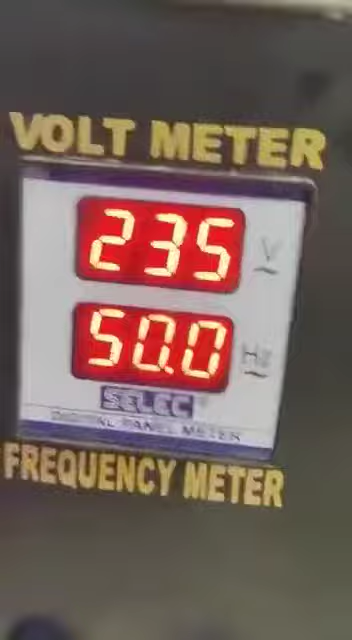 VOLT METER
235 V
50.0 Hz
SELEC
DIGITAL PANEL METER
FREQUENCY METER